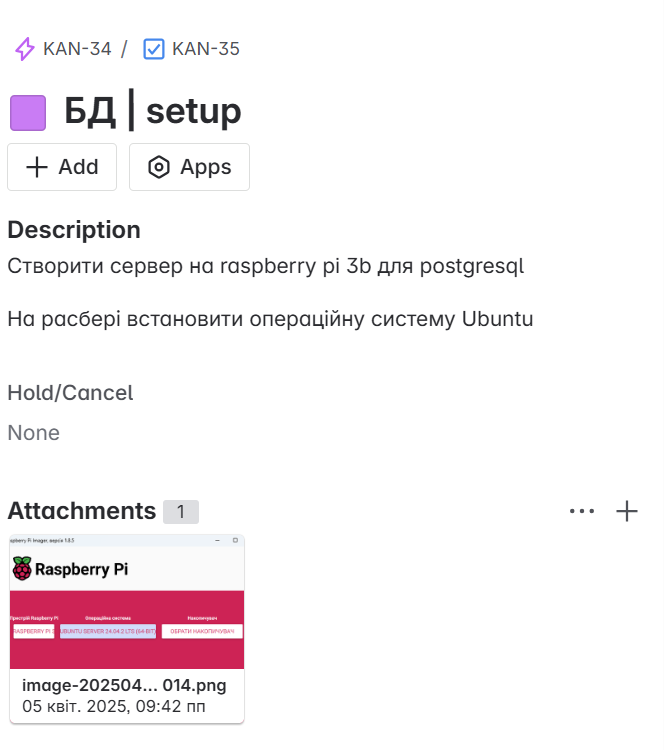 KAN-34 / KAN-35
БД | setup
Add Apps
Description
Створити сервер на raspberry pi 3b для postgresql
На расбері встановити операційну систему Ubuntu
Hold/Cancel
None
Attachments 1
pberry Pi Imager, версія 1.8.5
Raspberry Pi
Пристрій Raspberry Pi Операційна система Накопичувач
RASPBERRY PI 3 UBUNTU SERVER 24.04.2 LTS (64-BIT) ОБРАТИ НАКОПИЧУВАЧ
image-202504... 014.png
05 квіт. 2025, 09:42 пп